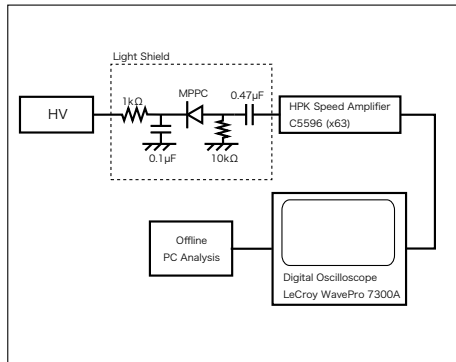 Light Shield
HV
1kΩ
0.1μF
MPPC
10kΩ
0.47μF
HPK Speed Amplifier
C5596 (x63)
Offline
PC Analysis
Digital Oscilloscope
LeCroy WavePro 7300A